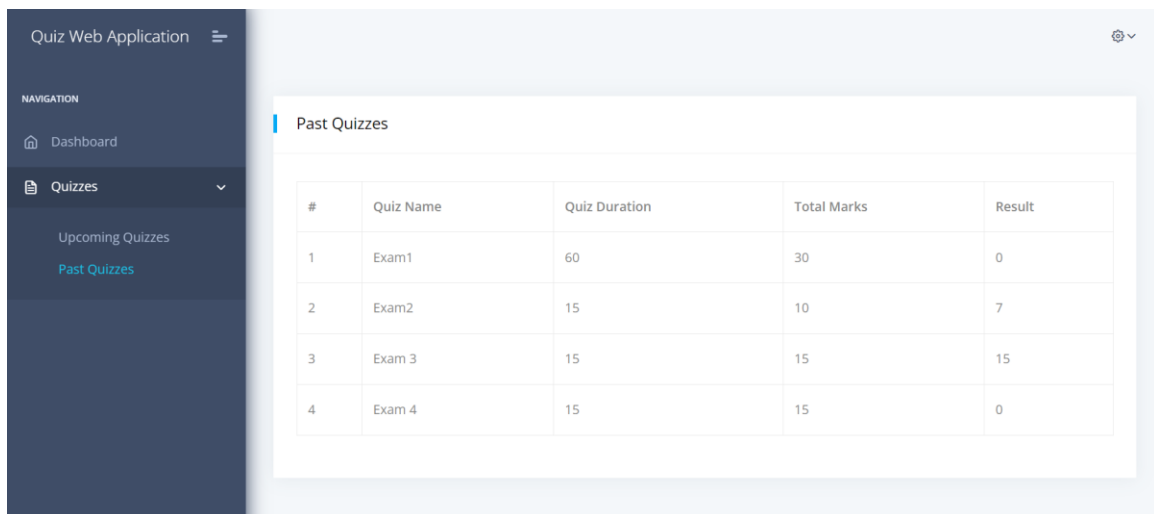 Quiz Web Application
NAVIGATION
Dashboard
Quizzes
Upcoming Quizzes
Past Quizzes
Past Quizzes
# Quiz Name Quiz Duration Total Marks Result
1 Exam1 60 30 0
2 Exam2 15 10 7
3 Exam 3 15 15 15
4 Exam 4 15 15 0